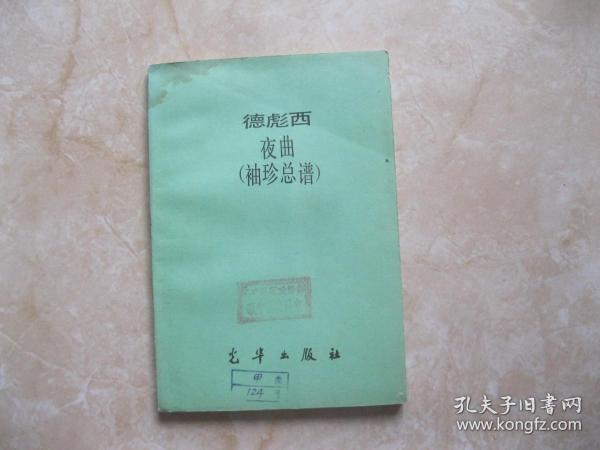 德彪西
夜曲
(袖珍总谱)
光华出版社
甲
124
孔夫子旧书网
www.kongfz.com